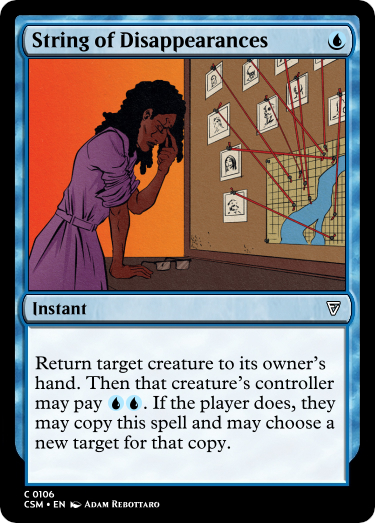 String of Disappearances
Instant
Return target creature to its owner's
hand. Then that creature's controller
may pay. If the player does, they
may copy this spell and may choose a
new target for that copy.
C 0106
CSM • EN Adam Rebottaro